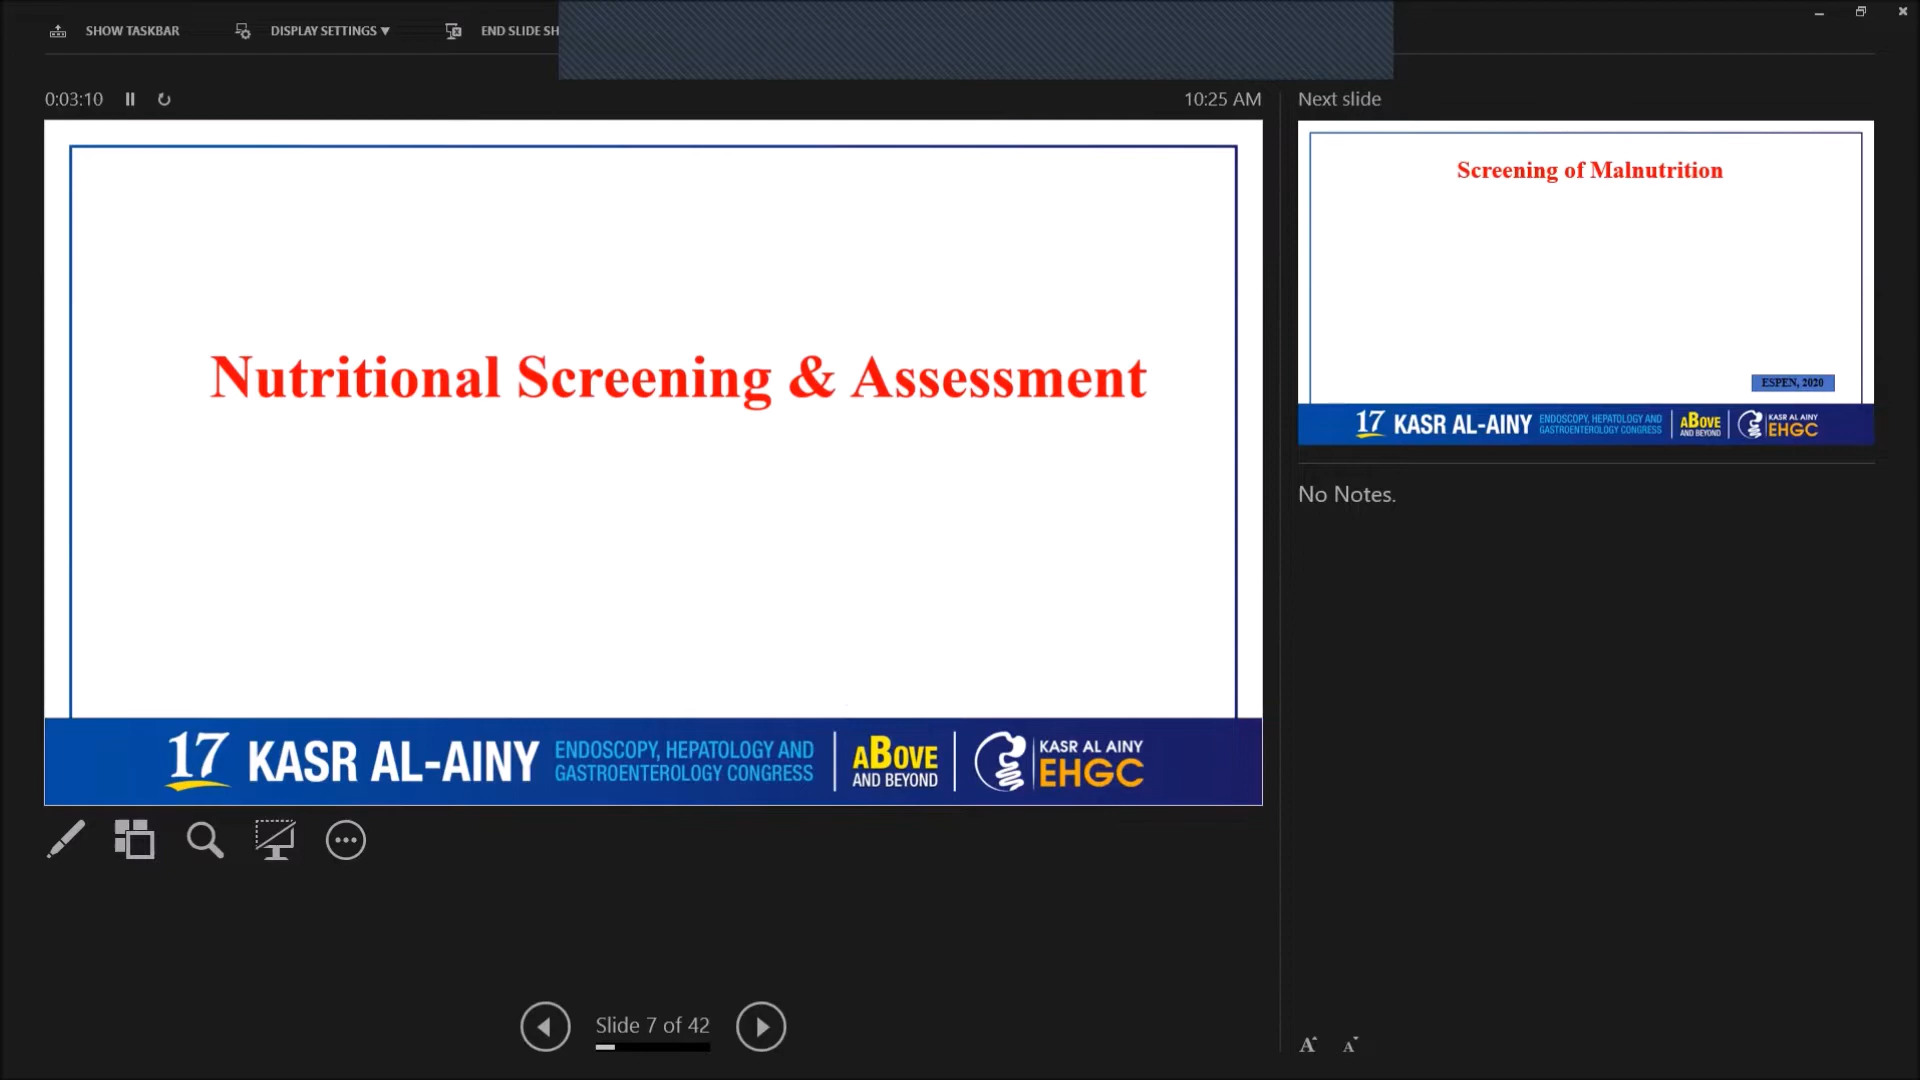 SHOW TASKBAR
DISPLAY SETTINGS ▼
END SLIDE SH
0:03:10
10:25 AM
Nutritional Screening & Assessment
17 KASR AL-AINY
ENDOSCOPY, HEPATOLOGY AND
GASTROENTEROLOGY CONGRESS
ABOVE
AND BEYOND
KASR AL AINY
EHGC
Slide 7 of 42
Next slide
Screening of Malnutrition
ESPEN, 2020
17 KASR AL-AINY
ENDOSCOPY, HEPATOLOGY AND
GASTROENTEROLOGY CONGRESS
ABOVE
AND BEYOND
KASR AL AINY
EHGC
No Notes.
A A